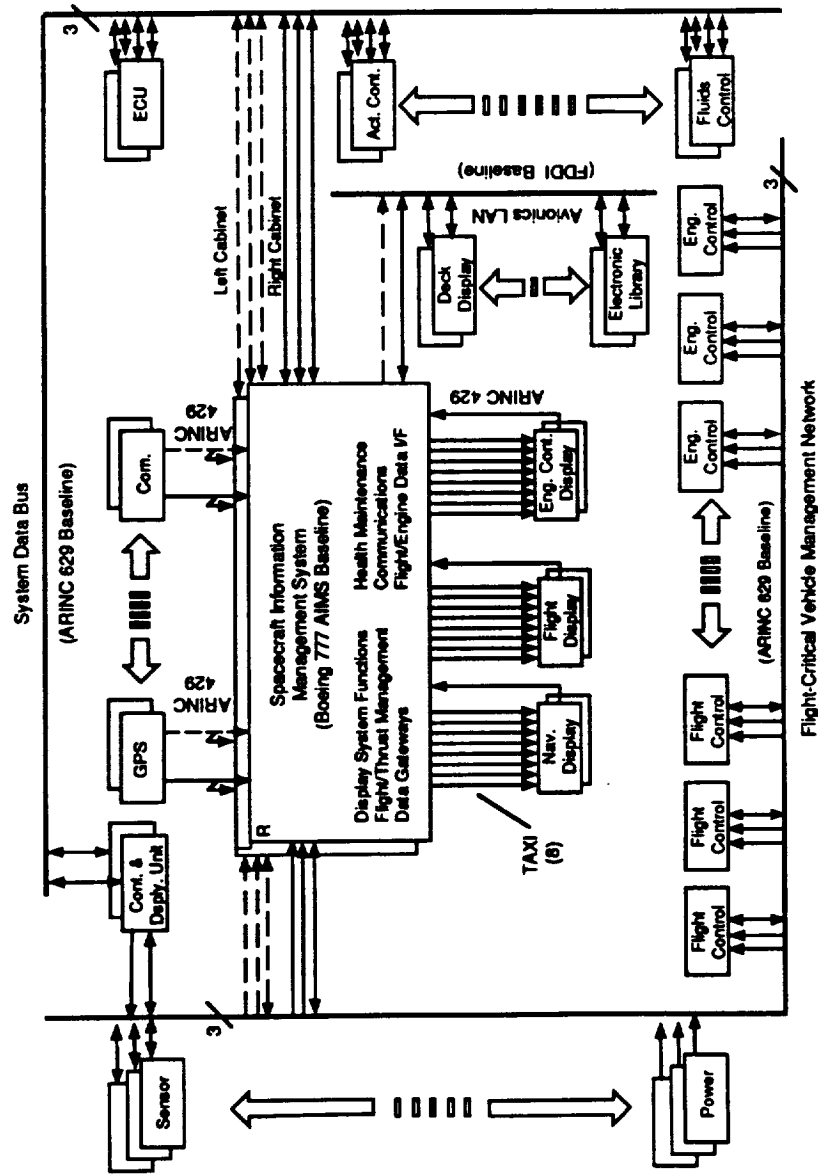 System Data Bus
(ARINC 629 Baseline)
3
ECU
Com.
GPS
Cont. &
Dsply. Unit
Sensor
3
ARINC
429
ARINC
429
Left Cabinet
Right Cabinet
Act. Cont.
R
Spacecraft Information
Management System
(Boeing 777 AIMS Baseline)
Display System Functions
Flight/Thrust Management
Data Gateways
Health Maintenance
Communications
Flight/Engine Data I/F
Avionics LAN
(FDDI Baseline)
Deck
Display
Electronic
Library
ARINC 429
TAXI
(8)
Nav.
Display
Flight
Display
Eng. Cont.
Display
Fluids
Control
Power
Flight
Control
Flight
Control
Flight
Control
Eng.
Control
Eng.
Control
Eng.
Control
3
(ARINC 629 Baseline)
Flight-Critical Vehicle Management Network